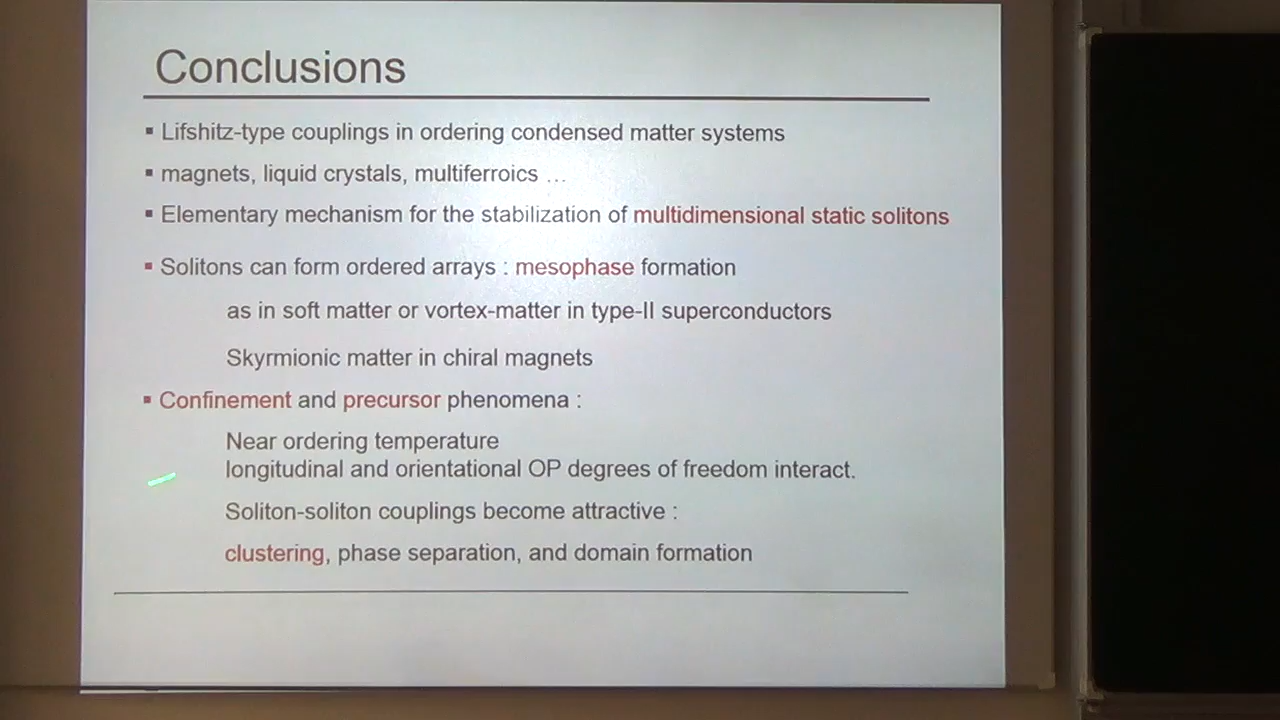 Conclusions
▪ Lifshitz-type couplings in ordering condensed matter systems
▪ magnets, liquid crystals, multiferroics ...
▪ Elementary mechanism for the stabilization of multidimensional static solitons
▪ Solitons can form ordered arrays : mesophase formation
as in soft matter or vortex-matter in type-II superconductors
Skyrmionic matter in chiral magnets
▪ Confinement and precursor phenomena :
Near ordering temperature
longitudinal and orientational OP degrees of freedom interact.
Soliton-soliton couplings become attractive :
clustering, phase separation, and domain formation